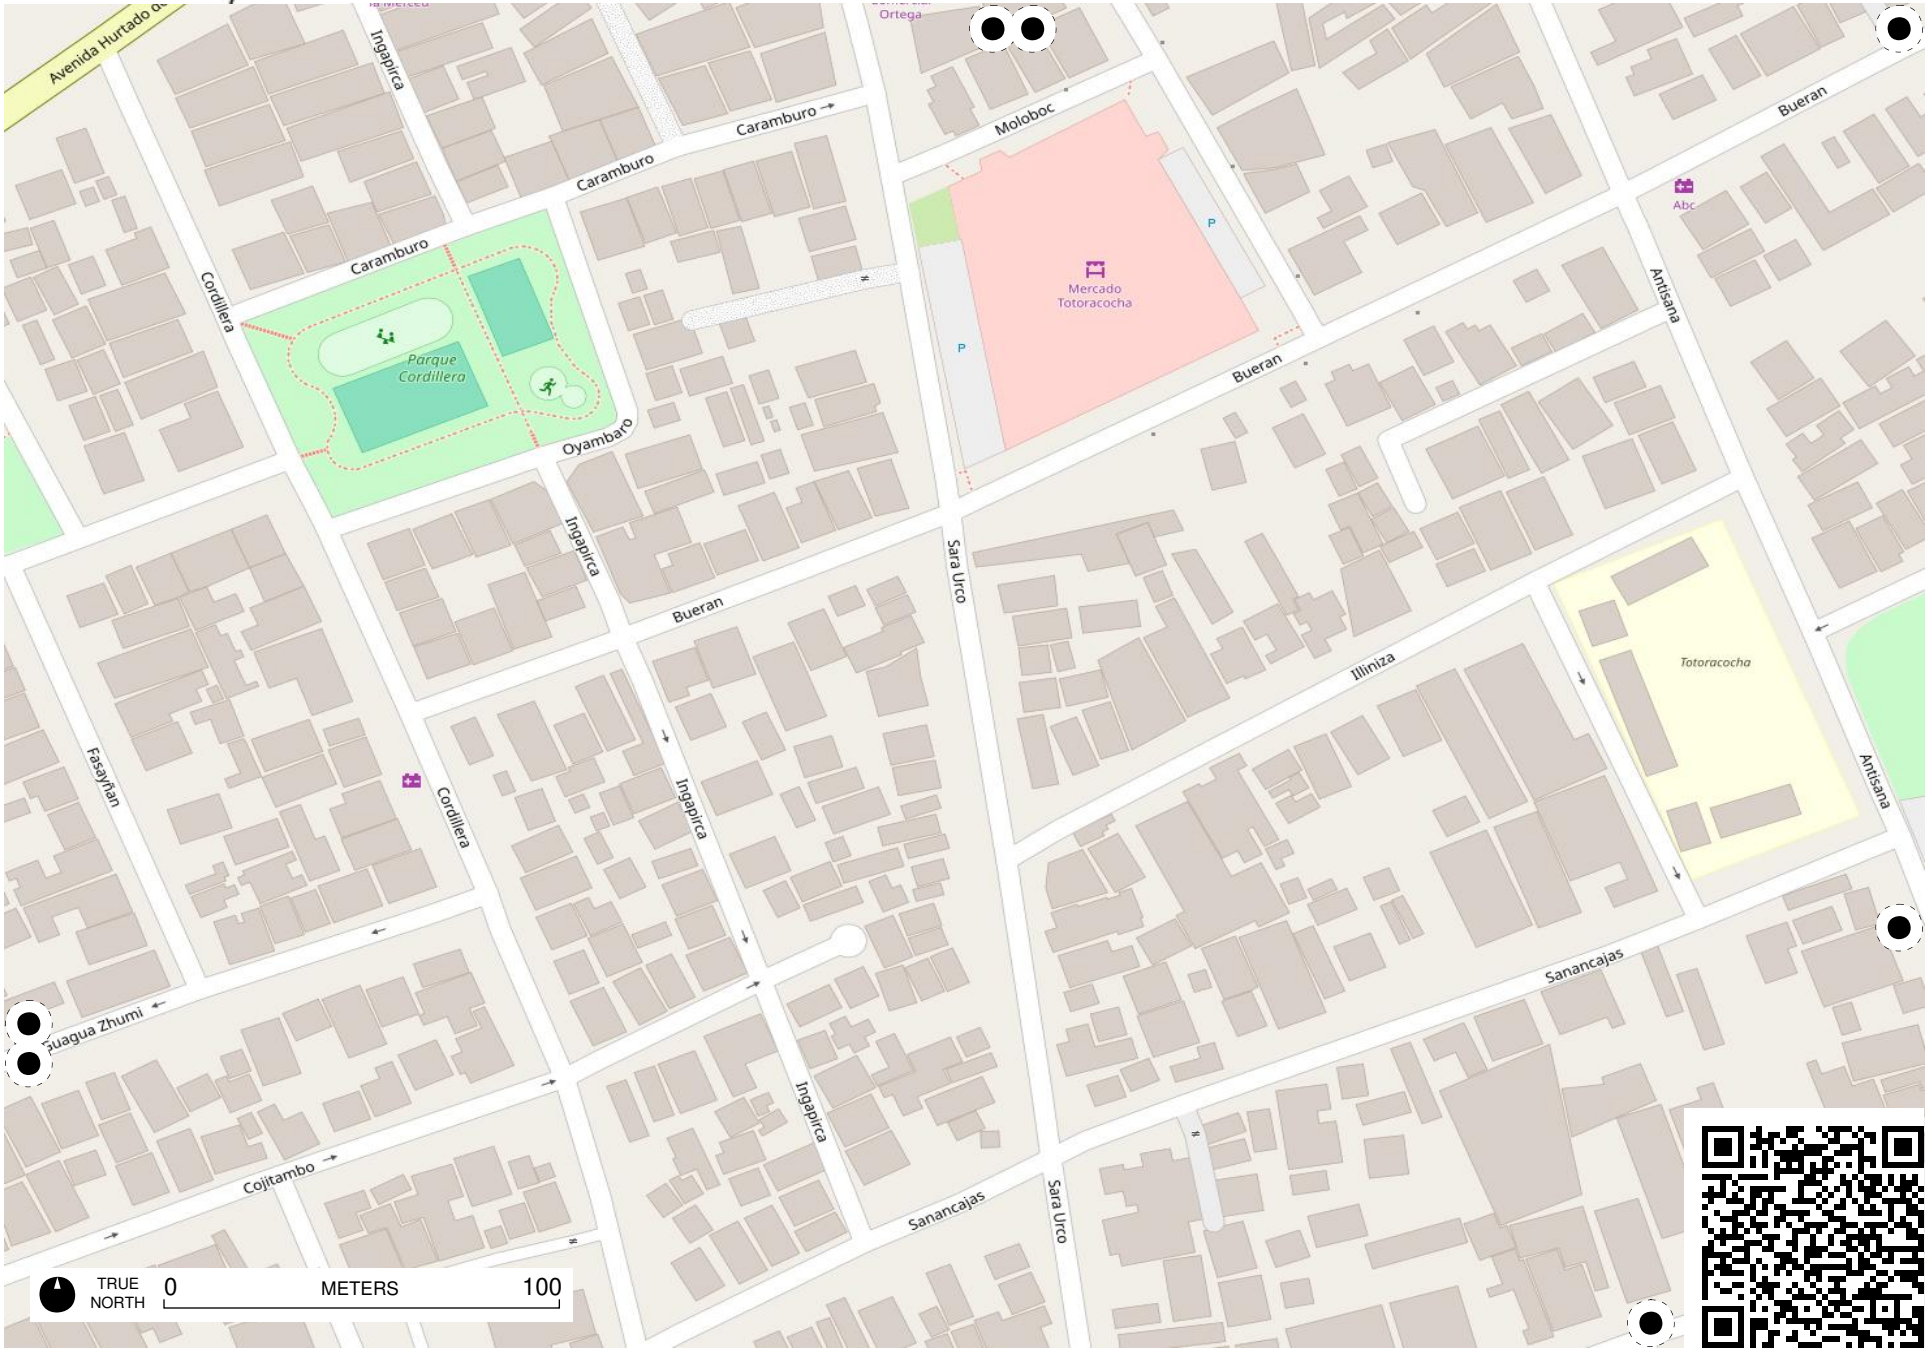 Ortega
Avenida Hurtado de
Ingapirca
Caramburo
Moloboc
Bueran
Caramburo
Abc
P
Caramburo
Cordillera
Mercado
Totoracocha
Antisana
P
Parque
Cordillera
Bueran
Oyambaro
Ingapirca
Sara Urco
Bueran
Illiniza
Totoracocha
Fasayñan
Cordillera
Ingapirca
Antisana
Sanancajas
Guagua Zhumi
Ingapirca
Cojitambo
Sanancajas
Sara Urco
TRUE
NORTH
0 METERS 100